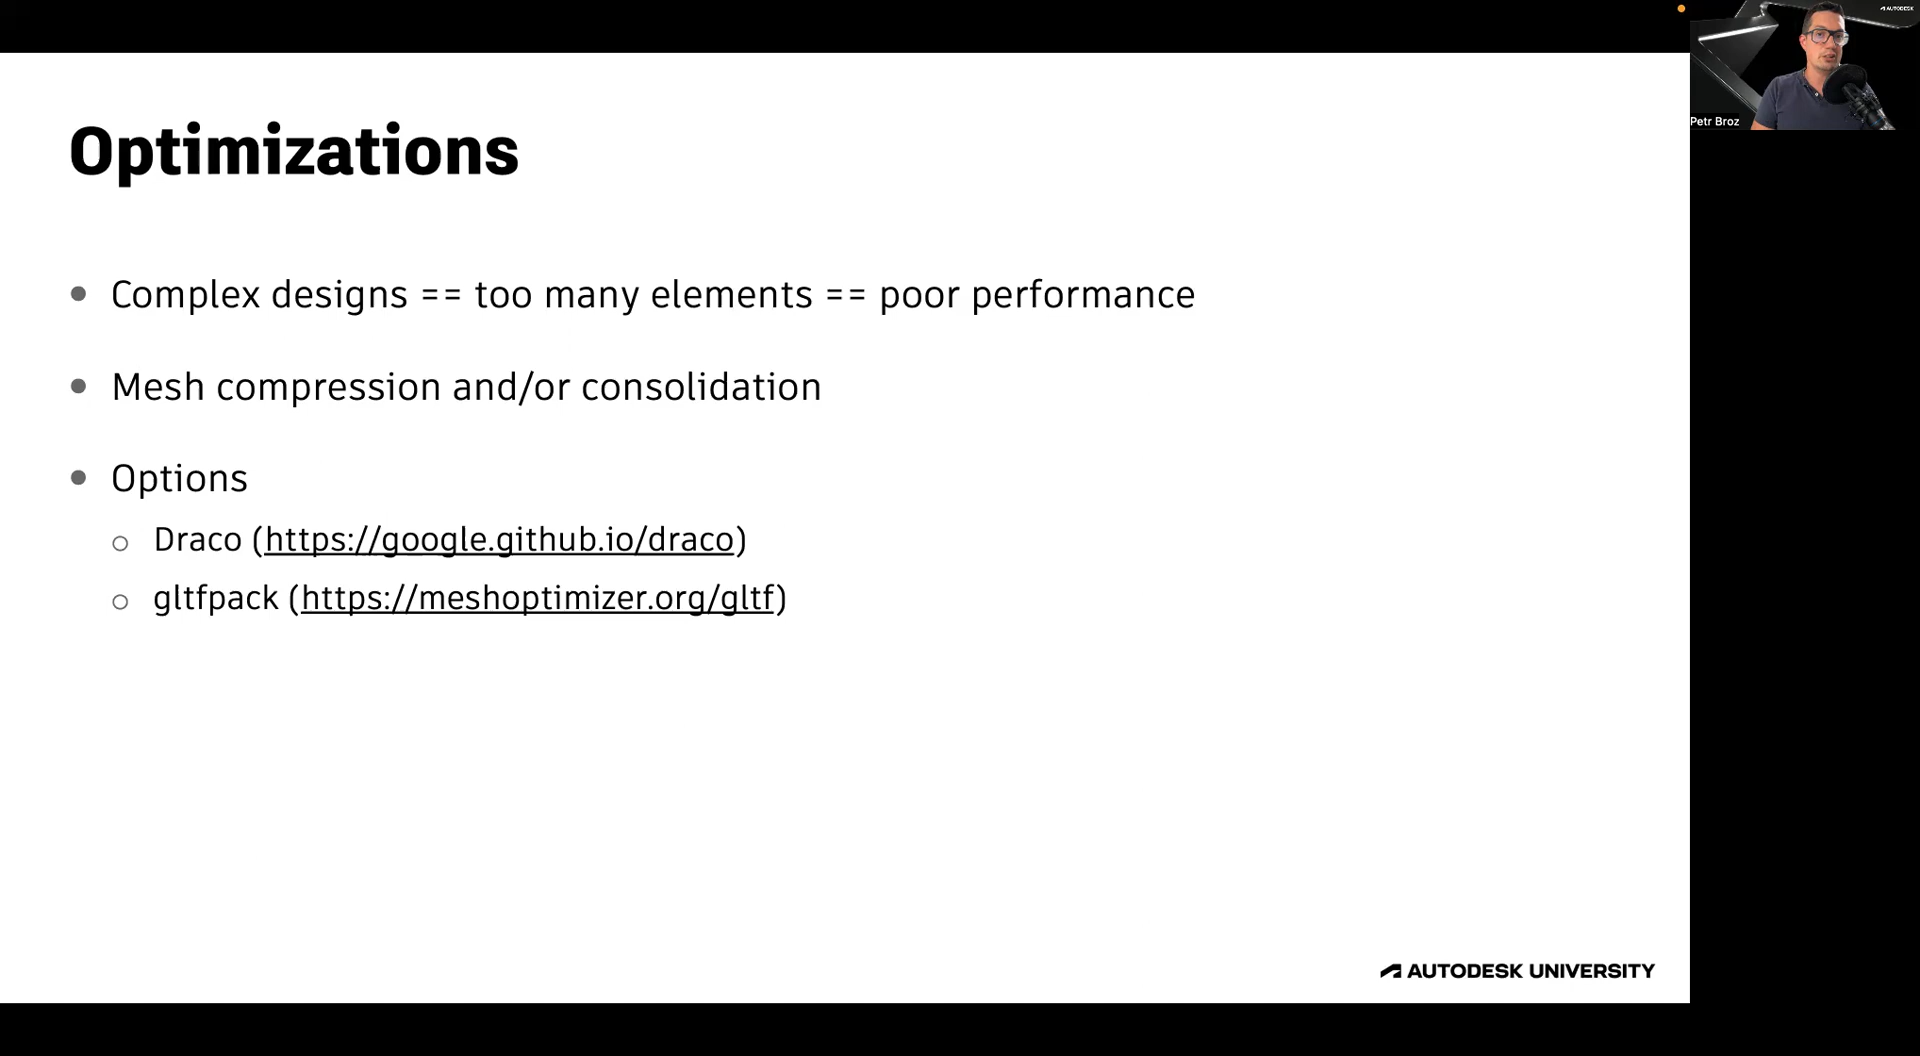 AUTODESK
Petr Broz
Optimizations
Complex designs == too many elements == poor performance
Mesh compression and/or consolidation
Options
Draco (https://google.github.io/draco)
gltfpack (https://meshoptimizer.org/gltf)
AUTODESK UNIVERSITY